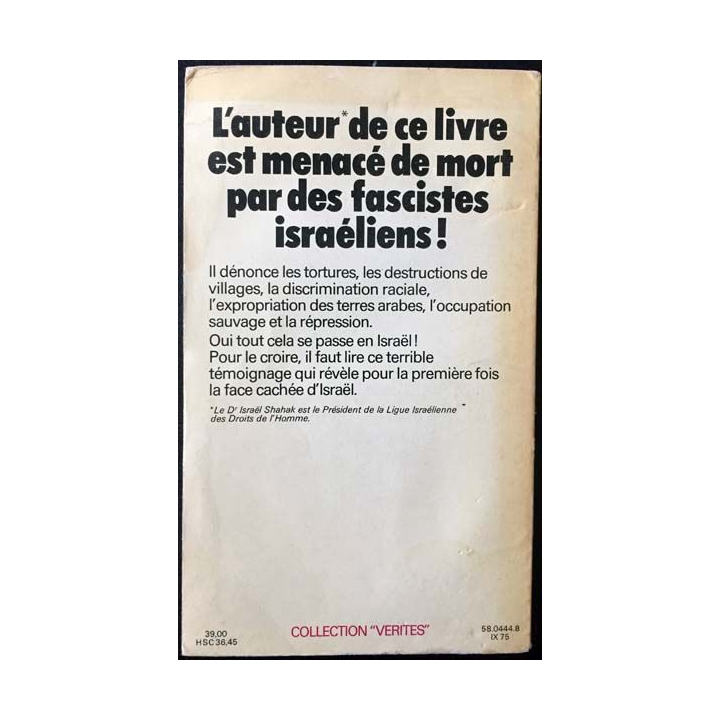 L'auteur* de ce livre
est menacé de mort
par des fascistes
israéliens !
Il dénonce les tortures, les destructions de
villages, la discrimination raciale,
l'expropriation des terres arabes, l'occupation
sauvage et la répression.
Oui tout cela se passe en Israël !
Pour le croire, il faut lire ce terrible
témoignage qui révèle pour la première fois
la face cachée d'Israël.
*Le Dr Israël Shahak est le Président de la Ligue Israélienne
des Droits de l'Homme.
39,00
HSC 36,45
COLLECTION "VERITES"
58.0444.8
IX 75